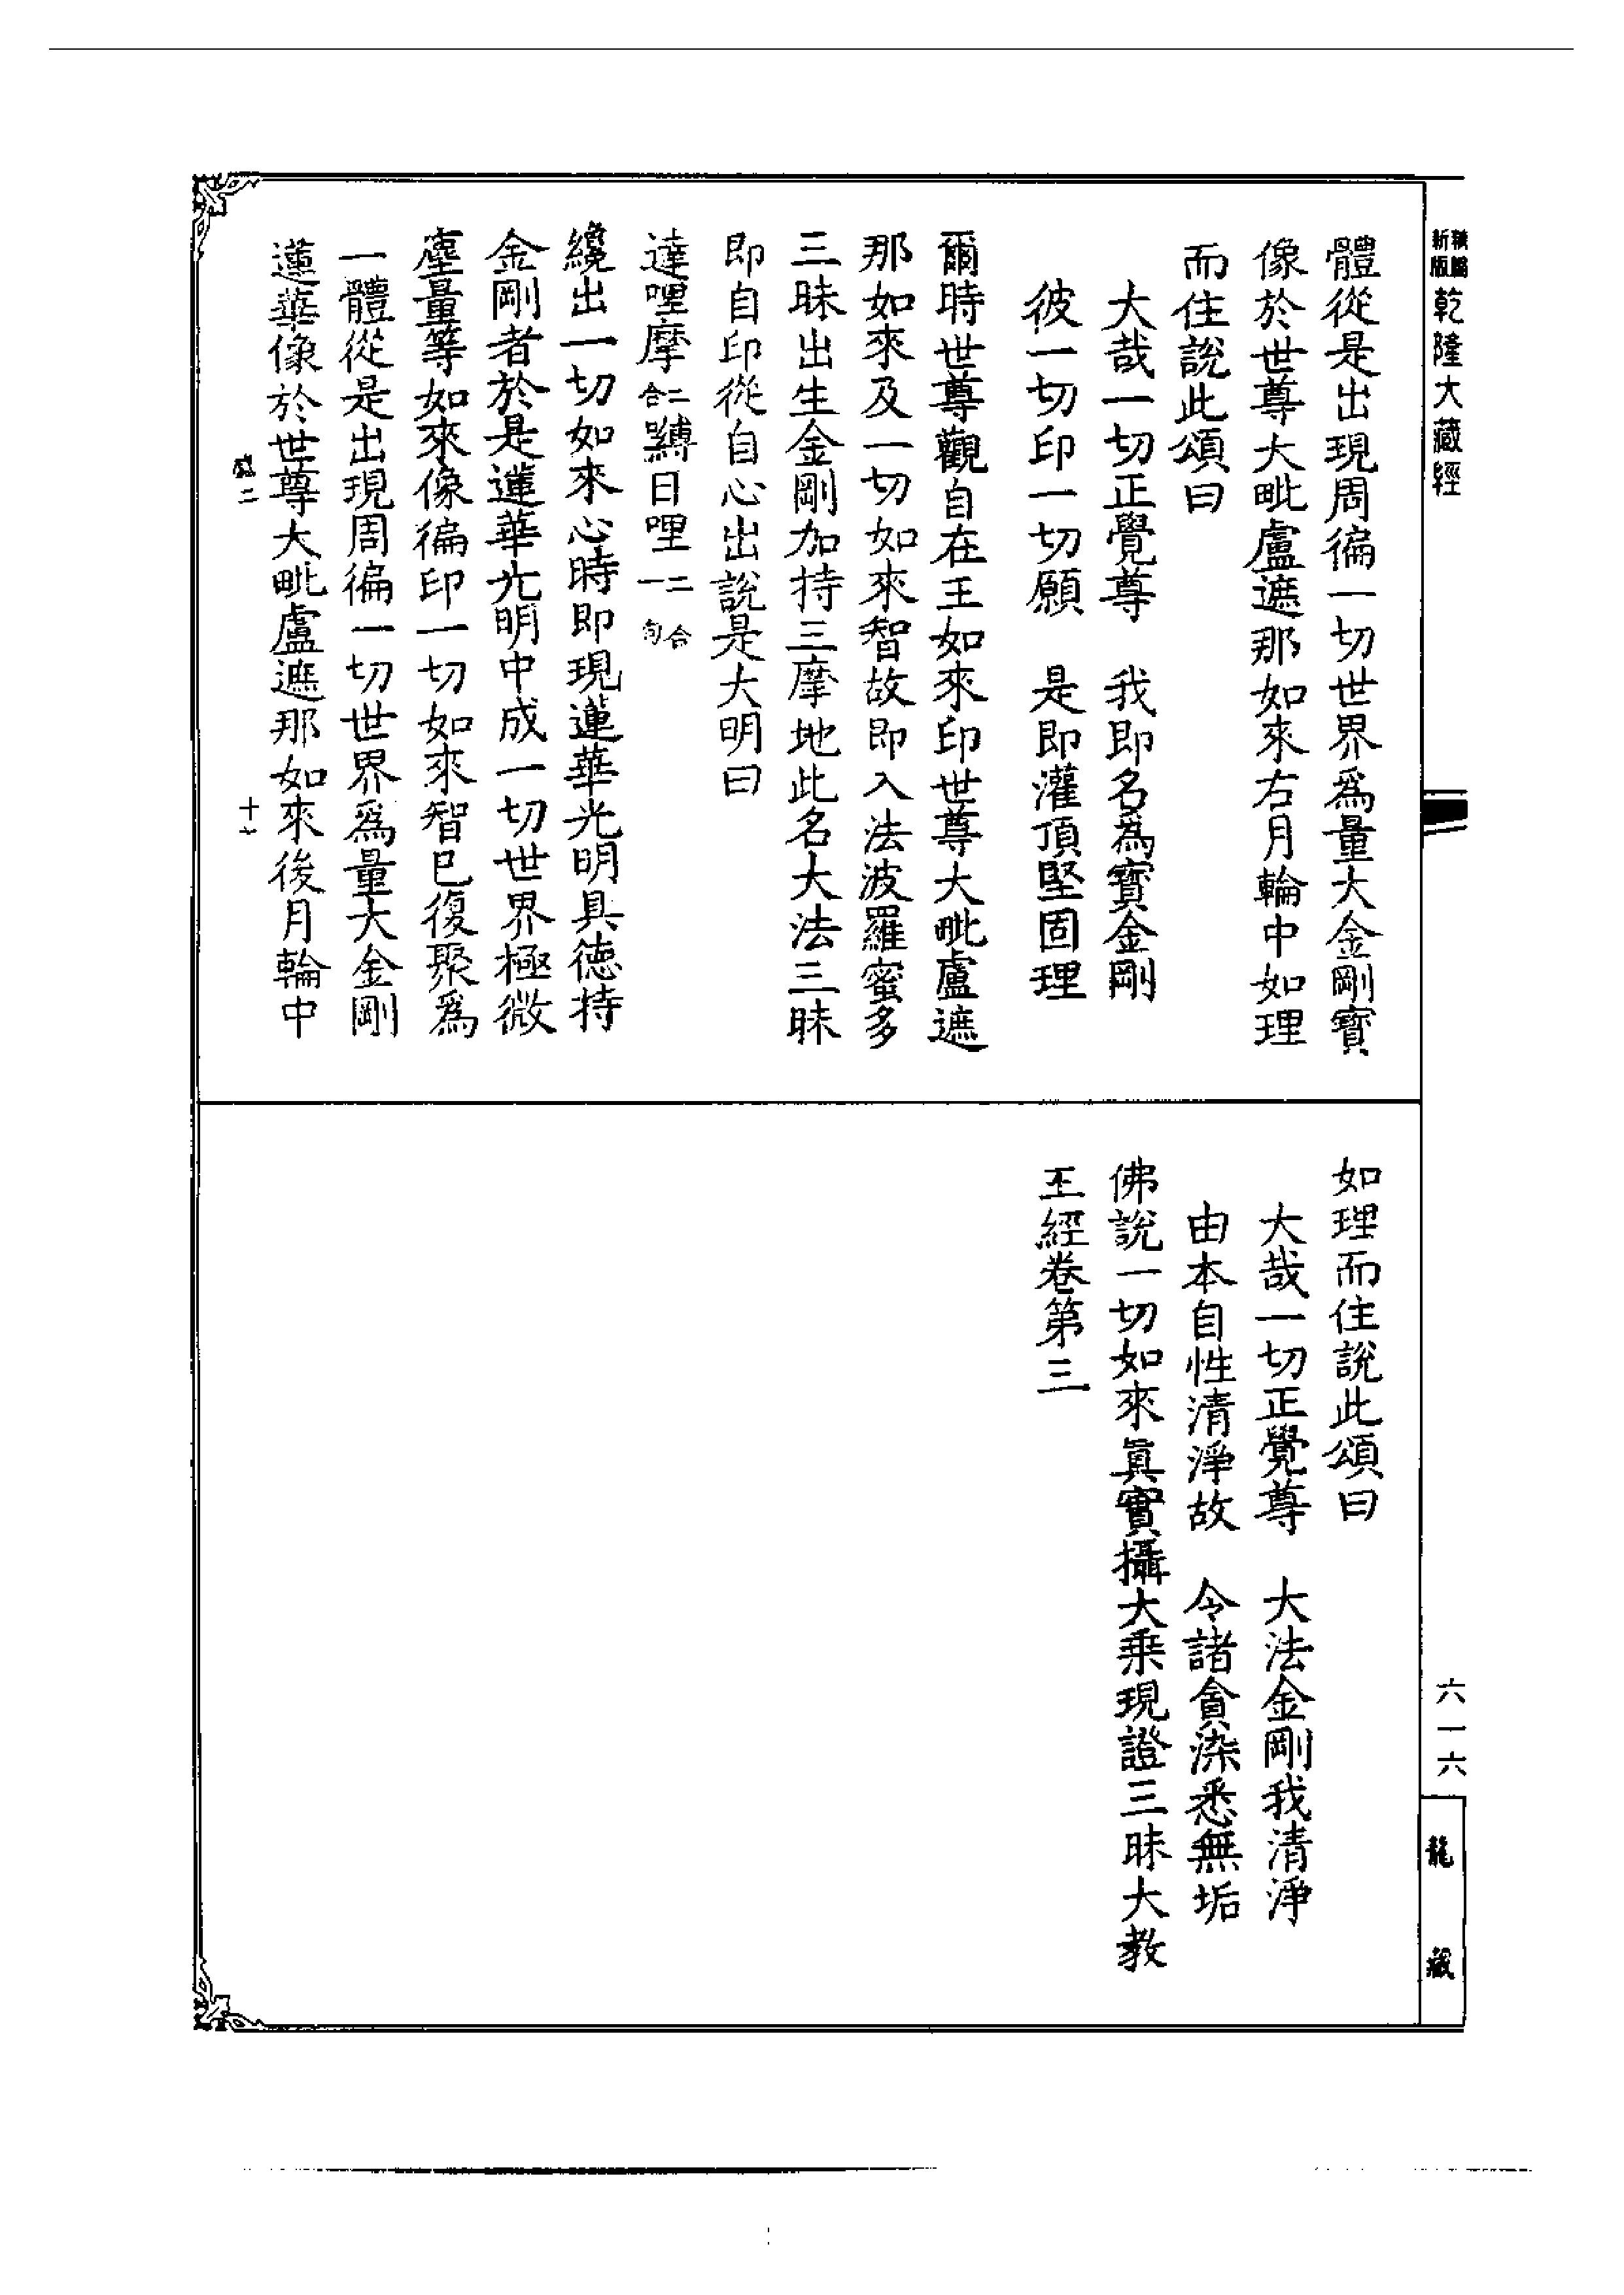 新編縮版
乾隆大藏經
體從是出現周徧一切世界爲量大金剛寶
像於世尊大毗盧遮那如來右月輪中如理
而住說此頌曰
大哉一切正覺尊　我即名爲寶金剛
彼一切印一切願　是即灌頂堅固理
爾時世尊觀自在王如來印世尊大毗盧遮
那如來及一切如來智故即入法波羅蜜多
三昧出生金剛加持三摩地此名大法三昧
即自印從自心出說是大明曰
達哩摩二合嚩日哩二合一句
纔出一切如來心時即現蓮華光明具德持
金剛者於是蓮華光明中成一切世界極微
塵量等如來像徧印一切如來智已復聚爲
一體從是出現周徧一切世界爲量大金剛
蓮華像於世尊大毗盧遮那如來後月輪中
二　十七
如理而住說此頌曰
大哉一切正覺尊　大法金剛我清淨
由本自性清淨故　令諸貪染悉無垢
佛說一切如來眞實攝大乗現證三昧大教
王經卷第三
六一六
龍藏